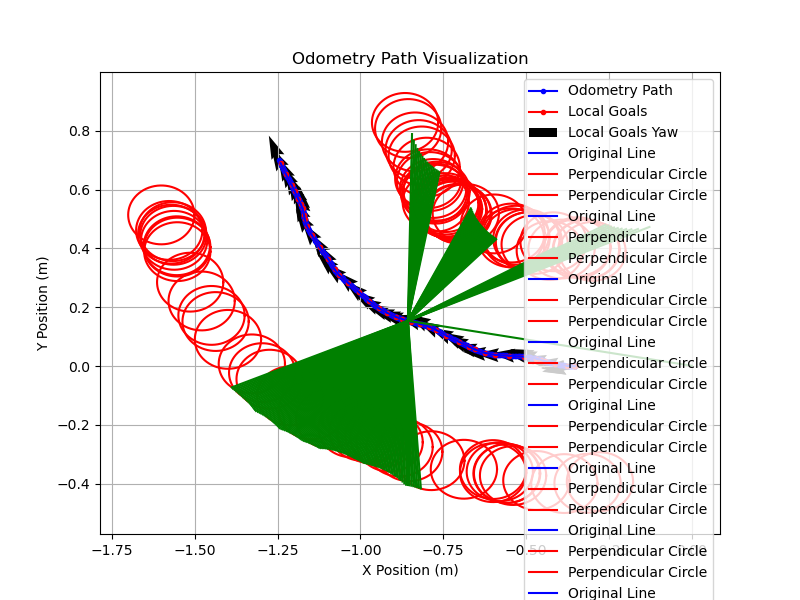 Odometry Path Visualization
Y Position (m)
0.8
0.6
0.4
0.2
0.0
−0.2
−0.4
−1.75
−1.50
−1.25
−1.00
−0.75
X Position (m)
Odometry Path
Local Goals
Local Goals Yaw
Original Line
Perpendicular Circle
Perpendicular Circle
Original Line
Perpendicular Circle
Perpendicular Circle
Original Line
Perpendicular Circle
Perpendicular Circle
Original Line
Perpendicular Circle
Perpendicular Circle
Original Line
Perpendicular Circle
Perpendicular Circle
Original Line
Perpendicular Circle
Perpendicular Circle
Original Line
Perpendicular Circle
Perpendicular Circle
Original Line